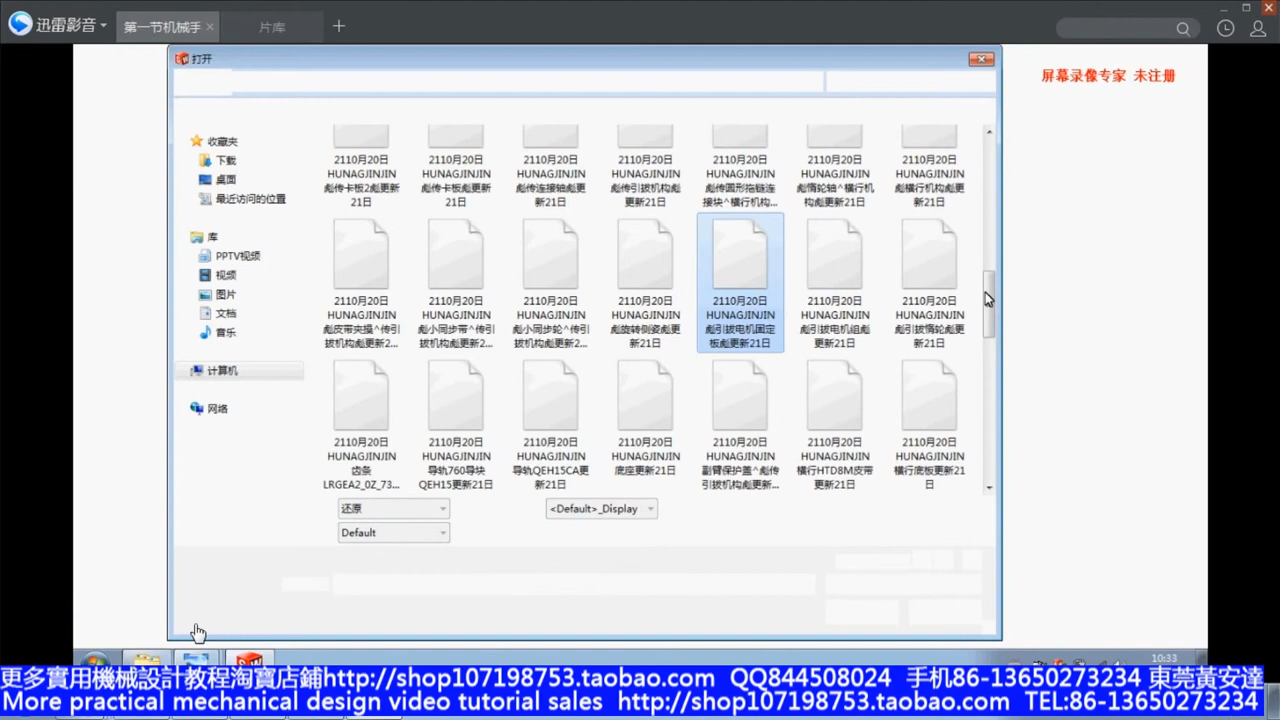 迅雷影音
第一节机械手
片库
打开
屏幕录像专家 未注册
收藏夹
下载
桌面
最近访问的位置
库
PPTV视频
视频
图片
文档
音乐
计算机
网络
2110月20日
HUNAGJINJIN
彪传卡板2彪更新
21日
2110月20日
HUNAGJINJIN
彪传卡板彪更新
21日
2110月20日
HUNAGJINJIN
彪传连接轴彪更
新21日
2110月20日
HUNAGJINJIN
彪传引拔机构彪
更新21日
2110月20日
HUNAGJINJIN
彪传圆形拖链连
接块^横行机构...
2110月20日
HUNAGJINJIN
彪惰轮轴^横行机
构彪更新21日
2110月20日
HUNAGJINJIN
彪横行机构彪更
新21日
2110月20日
HUNAGJINJIN
彪皮带夹摄^传引
拔机构彪更新2...
2110月20日
HUNAGJINJIN
彪小同步带^传引
拔机构彪更新2...
2110月20日
HUNAGJINJIN
彪小同步轮^传引
拔机构彪更新2...
2110月20日
HUNAGJINJIN
彪旋转侧姿彪更
新21日
2110月20日
HUNAGJINJIN
彪引拔电机固定
板彪更新21日
2110月20日
HUNAGJINJIN
彪引拔电机组彪
更新21日
2110月20日
HUNAGJINJIN
彪引拔惰轮彪更
新21日
2110月20日
HUNAGJINJIN
齿条
LRGEA2_0Z_73...
2110月20日
HUNAGJINJIN
导轨760导块
QEH15更新21日
2110月20日
HUNAGJINJIN
导轨QEH15CA更
新21日
2110月20日
HUNAGJINJIN
底座更新21日
2110月20日
HUNAGJINJIN
副臂保护盖^彪传
引拔机构彪更新...
2110月20日
HUNAGJINJIN
横行HTD8M皮带
更新21日
2110月20日
HUNAGJINJIN
横行底板更新21
日
还原
<Default>_Display
Default
10:33
更多實用機械設計教程淘寶店鋪http://shop107198753.taobao.com QQ844508024 手机86-13650273234 東莞黃安達
More practical mechanical design video tutorial sales http://shop107198753.taobao.com TEL:86-13650273234